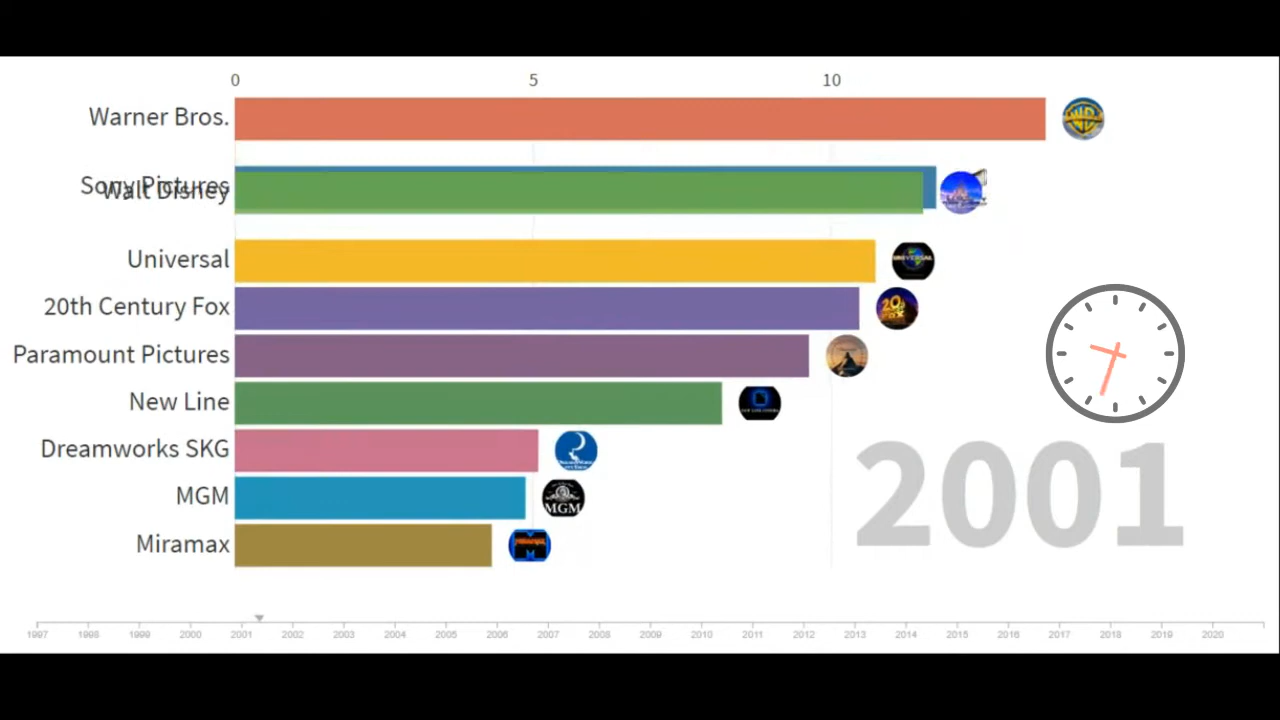 0 5 10
Warner Bros.
Sony Pictures
Walt Disney
Universal
20th Century Fox
Paramount Pictures
New Line
Dreamworks SKG
MGM
MGM
Miramax
2001
1997 1998 1999 2000 2001 2002 2003 2004 2005 2006 2007 2008 2009 2010 2011 2012 2013 2014 2015 2016 2017 2018 2019 2020